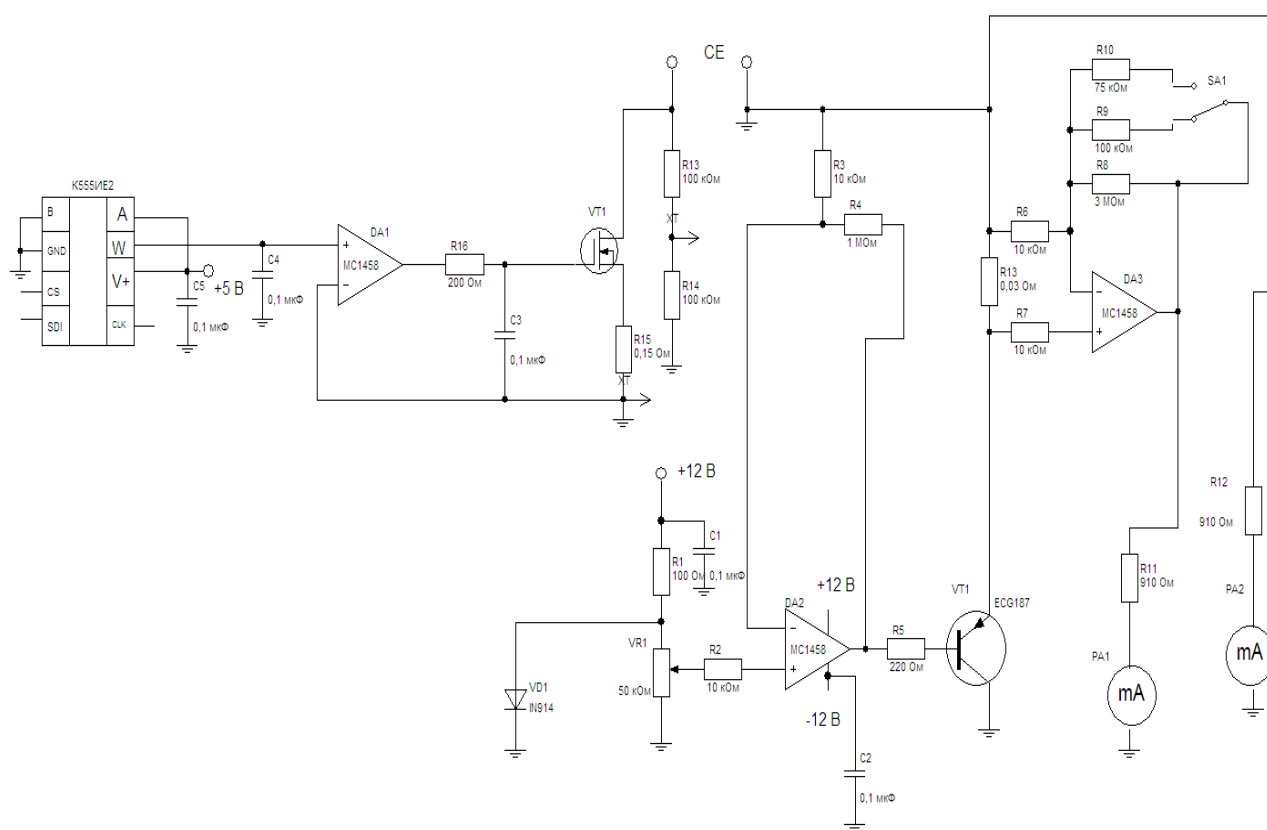 CE
R10
75 кОм
SA1
R9
100 кОм
R8
3 МОм
R3
10 кОм
R4
1 МОм
R6
10 кОм
R13
0,03 Ом
R7
10 кОм
DA3
MC1458
−
+
К555ИЕ2
B
A
GND
W
V+
CS
SDI
CLK
C5
+5 В
0,1 мкФ
C4
0,1 мкФ
DA1
MC1458
+
−
R16
200 Ом
C3
0,1 мкФ
VT1
R13
100 кОм
XT
R14
100 кОм
R15
0,15 Ом
XT
+12 В
R1
100 Ом
C1
0,1 мкФ
VR1
50 кОм
VD1
IN914
R2
10 кОм
DA2
MC1458
−
+
+12 В
-12 В
C2
0,1 мкФ
R5
220 Ом
VT1
ECG187
R11
910 Ом
PA1
mA
R12
910 Ом
PA2
mA